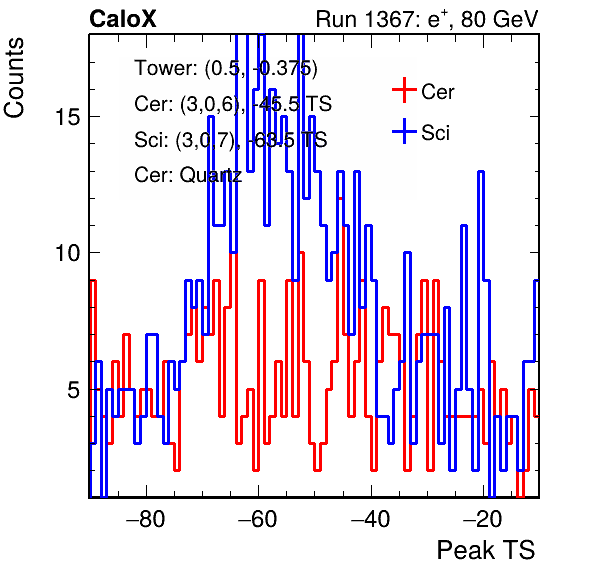 CaloX Run 1367: e⁺, 80 GeV
Counts
Tower: (0.5, -0.375)
Cer: (3,0,6), -45.5 TS
Sci: (3,0,7), -63.5 TS
Cer: Quartz
Cer
Sci
15
10
5
−80 −60 −40 −20
Peak TS